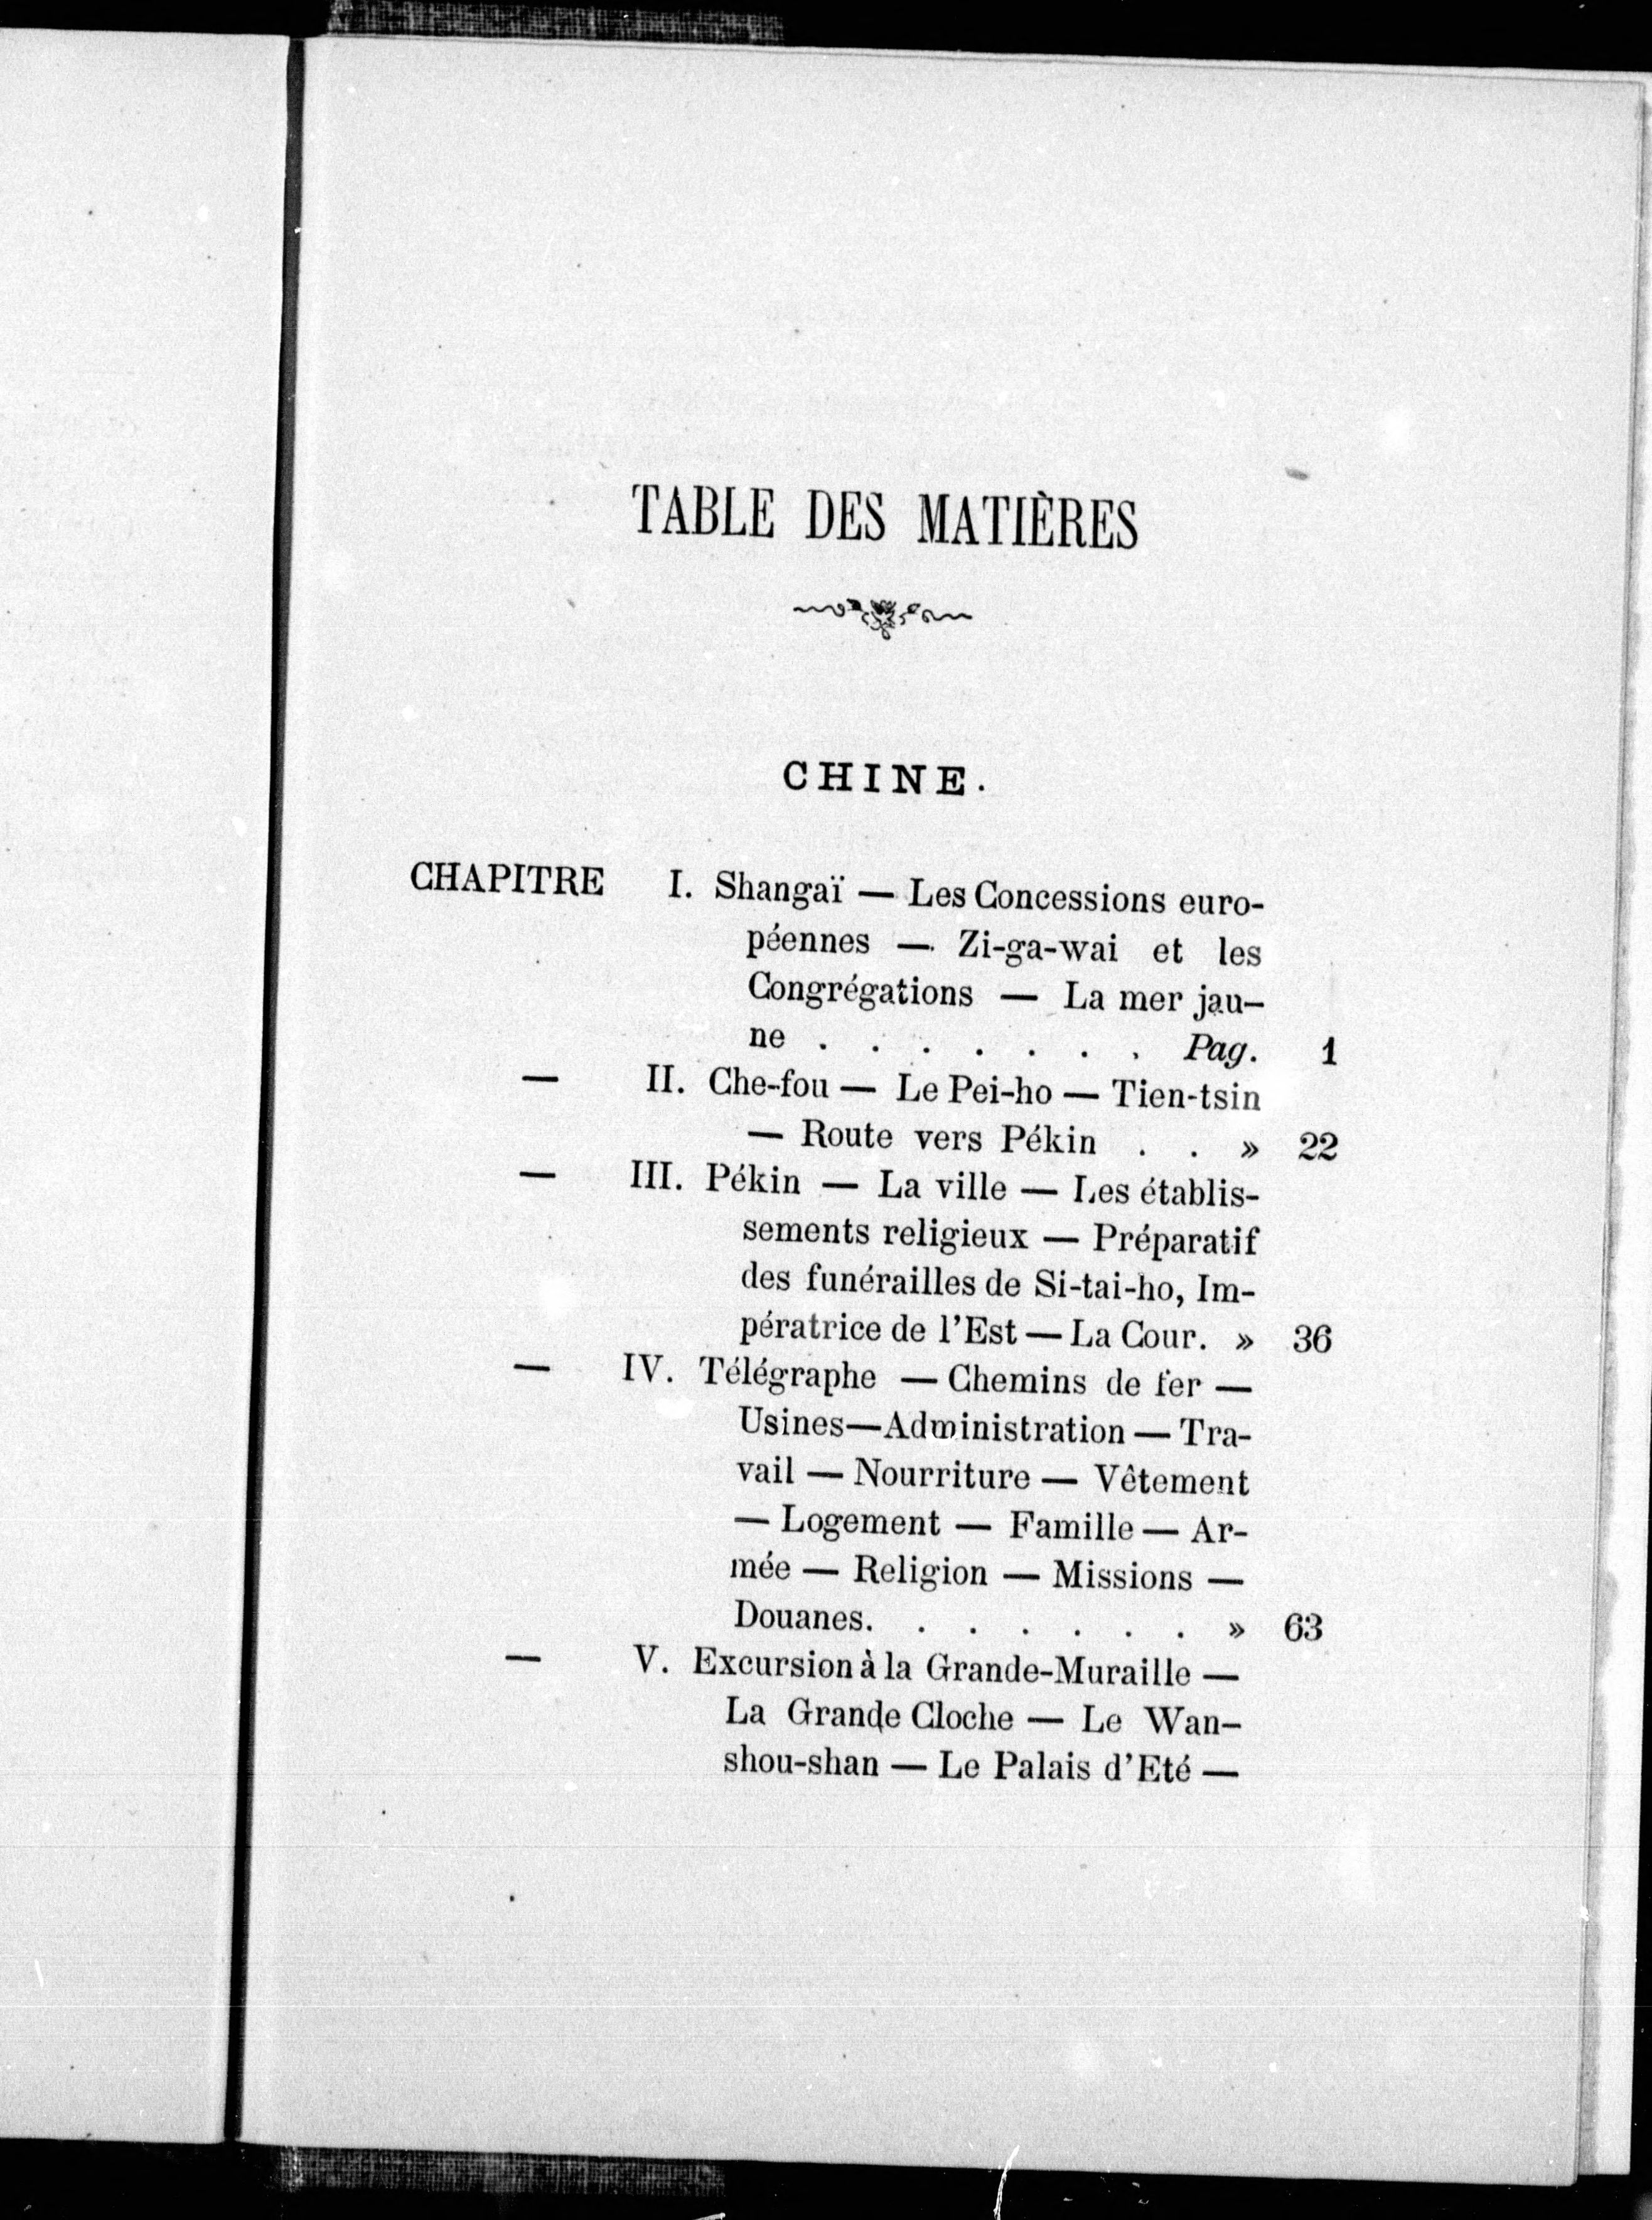 TABLE DES MATIÈRES
CHINE.
CHAPITRE I. Shangaï — Les Concessions euro-
péennes — Zi-ga-wai et les
Congrégations — La mer jau-
ne . . . . . . . Pag. 1
— II. Che-fou — Le Pei-ho — Tien-tsin
— Route vers Pékin . . » 22
— III. Pékin — La ville — Les établis-
sements religieux — Préparatif
des funérailles de Si-tai-ho, Im-
pératrice de l'Est — La Cour. » 36
— IV. Télégraphe — Chemins de fer —
Usines—Administration — Tra-
vail — Nourriture — Vêtement
— Logement — Famille — Ar-
mée — Religion — Missions —
Douanes. . . . . . . » 63
— V. Excursion à la Grande-Muraille —
La Grande Cloche — Le Wan-
shou-shan — Le Palais d'Eté —